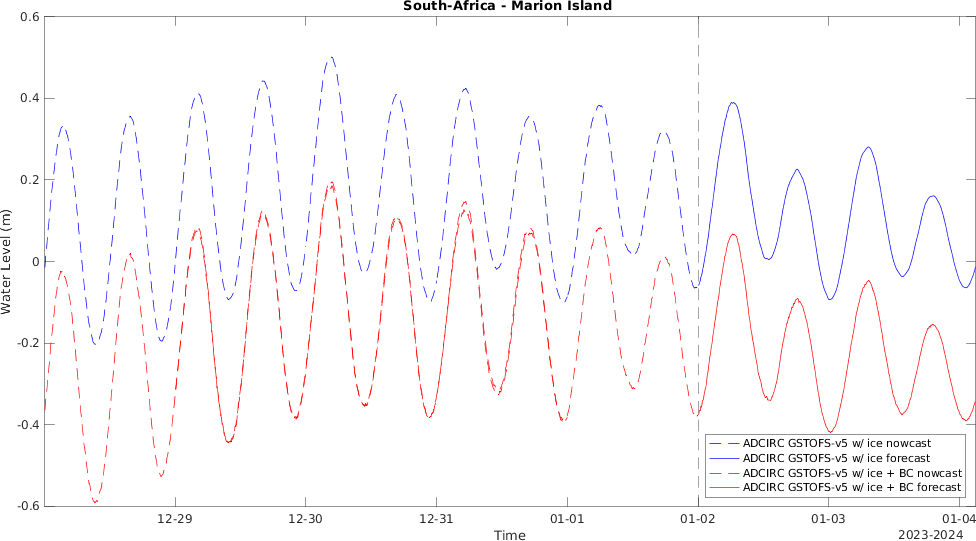 South-Africa - Marion Island
0.6
0.4
0.2
0
-0.2
-0.4
-0.6
Water Level (m)
ADCIRC GSTOFS-v5 w/ ice nowcast
ADCIRC GSTOFS-v5 w/ ice forecast
ADCIRC GSTOFS-v5 w/ ice + BC nowcast
ADCIRC GSTOFS-v5 w/ ice + BC forecast
12-29 12-30 12-31 01-01 01-02 01-03 01-04
Time
2023-2024